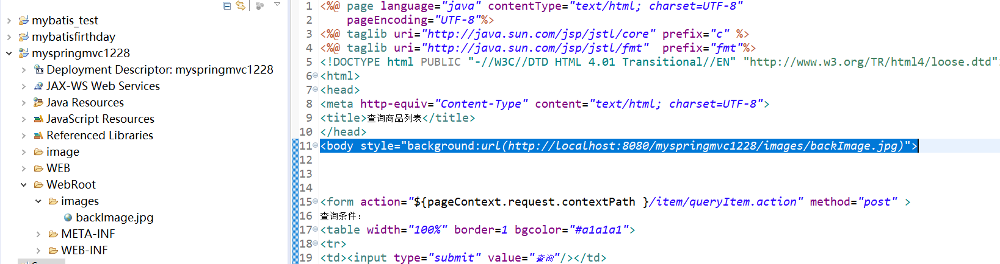 mybatis_test
mybatisfirthday
myspringmvc1228
Deployment Descriptor: myspringmvc1228
JAX-WS Web Services
Java Resources
JavaScript Resources
Referenced Libraries
image
WEB
WebRoot
images
backImage.jpg
META-INF
WEB-INF
1 <%@ page language="java" contentType="text/html; charset=UTF-8"
2 pageEncoding="UTF-8"%>
3 <%@ taglib uri="http://java.sun.com/jsp/jstl/core" prefix="c" %>
4 <%@ taglib uri="http://java.sun.com/jsp/jstl/fmt"  prefix="fmt"%>
5 <!DOCTYPE html PUBLIC "-//W3C//DTD HTML 4.01 Transitional//EN" "http://www.w3.org/TR/html4/loose.dtd"
6 <html>
7 <head>
8 <meta http-equiv="Content-Type" content="text/html; charset=UTF-8">
9 <title>查询商品列表</title>
10 </head>
11 <body style="background:url(http://localhost:8080/myspringmvc1228/images/backImage.jpg)">
12
13
14
15 <form action="${pageContext.request.contextPath }/item/queryItem.action" method="post" >
16 查询条件：
17 <table width="100%" border=1 bgcolor="#a1a1a1">
18 <tr>
19 <td><input type="submit" value="查询"/></td>